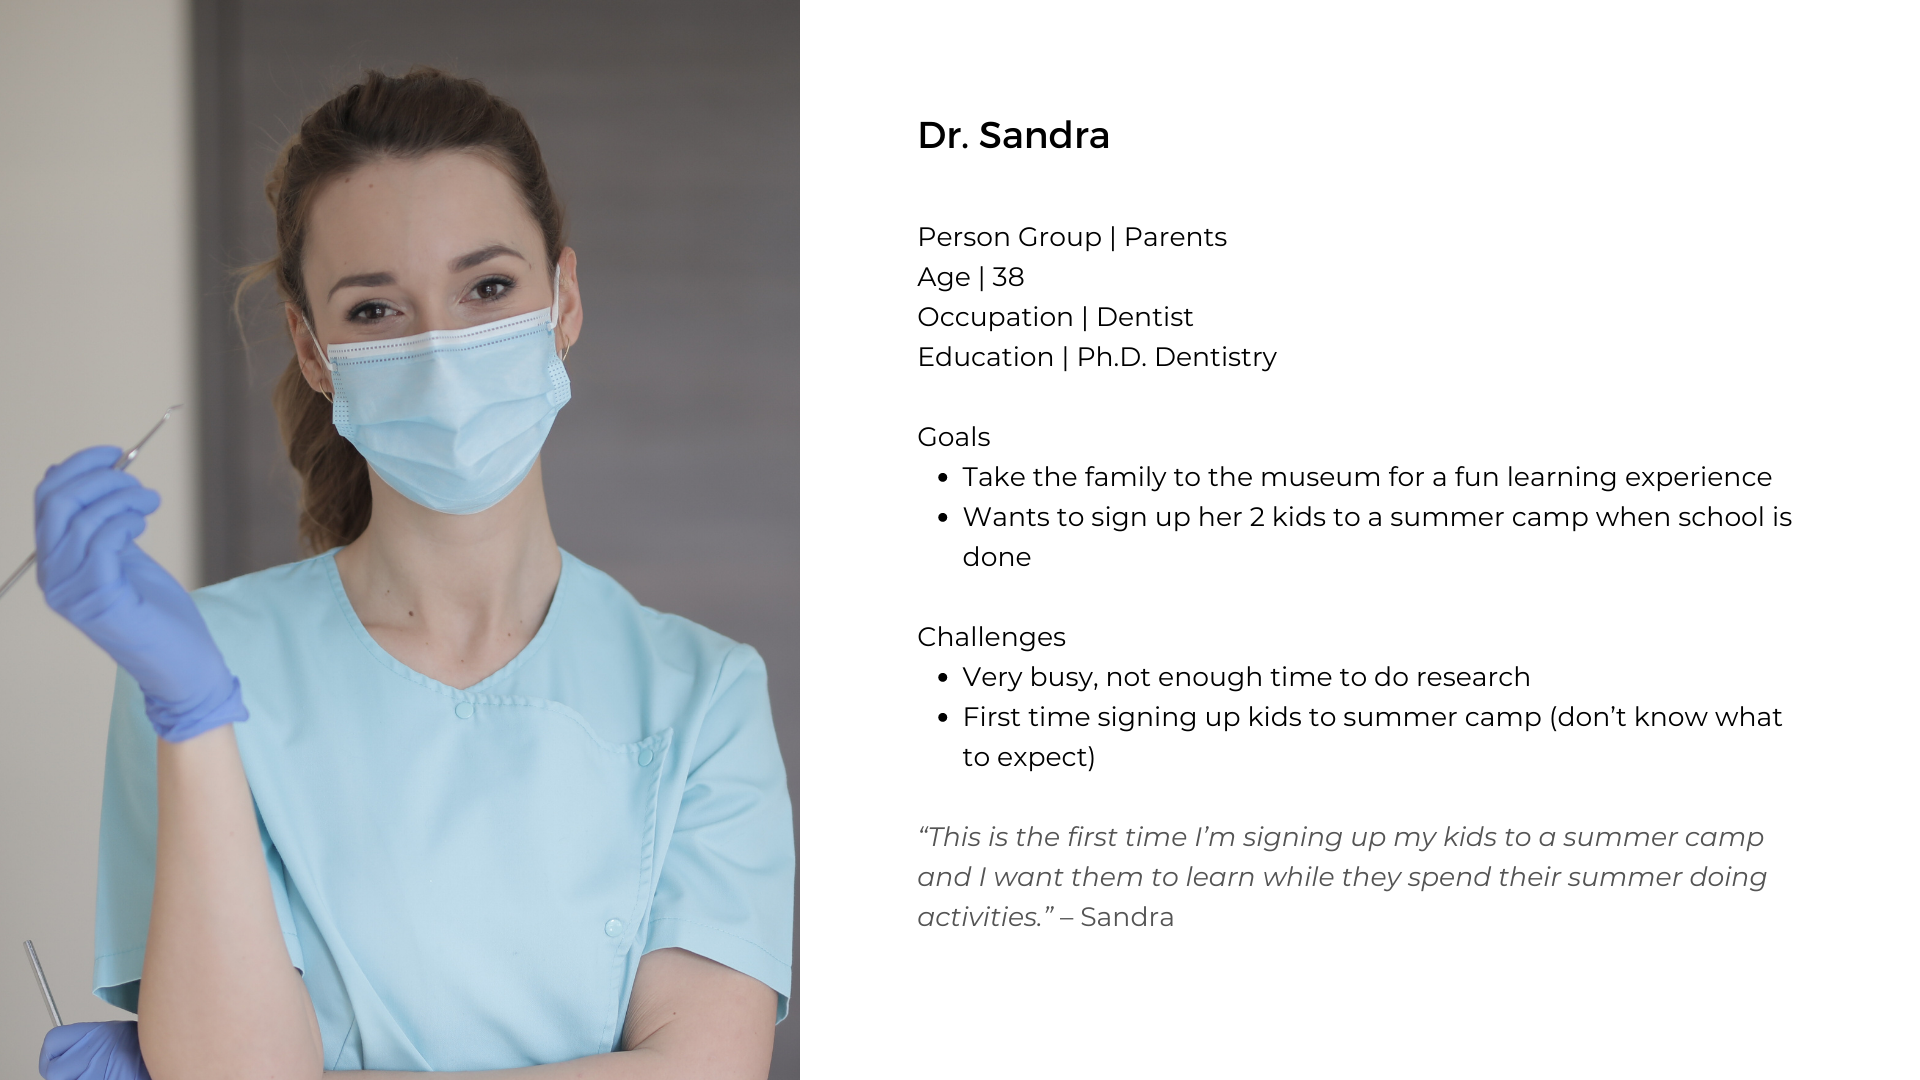 Dr. Sandra
Person Group | Parents
Age | 38
Occupation | Dentist
Education | Ph.D. Dentistry
Goals
• Take the family to the museum for a fun learning experience
• Wants to sign up her 2 kids to a summer camp when school is
done
Challenges
• Very busy, not enough time to do research
• First time signing up kids to summer camp (don’t know what
to expect)
“This is the first time I’m signing up my kids to a summer camp
and I want them to learn while they spend their summer doing
activities.” – Sandra